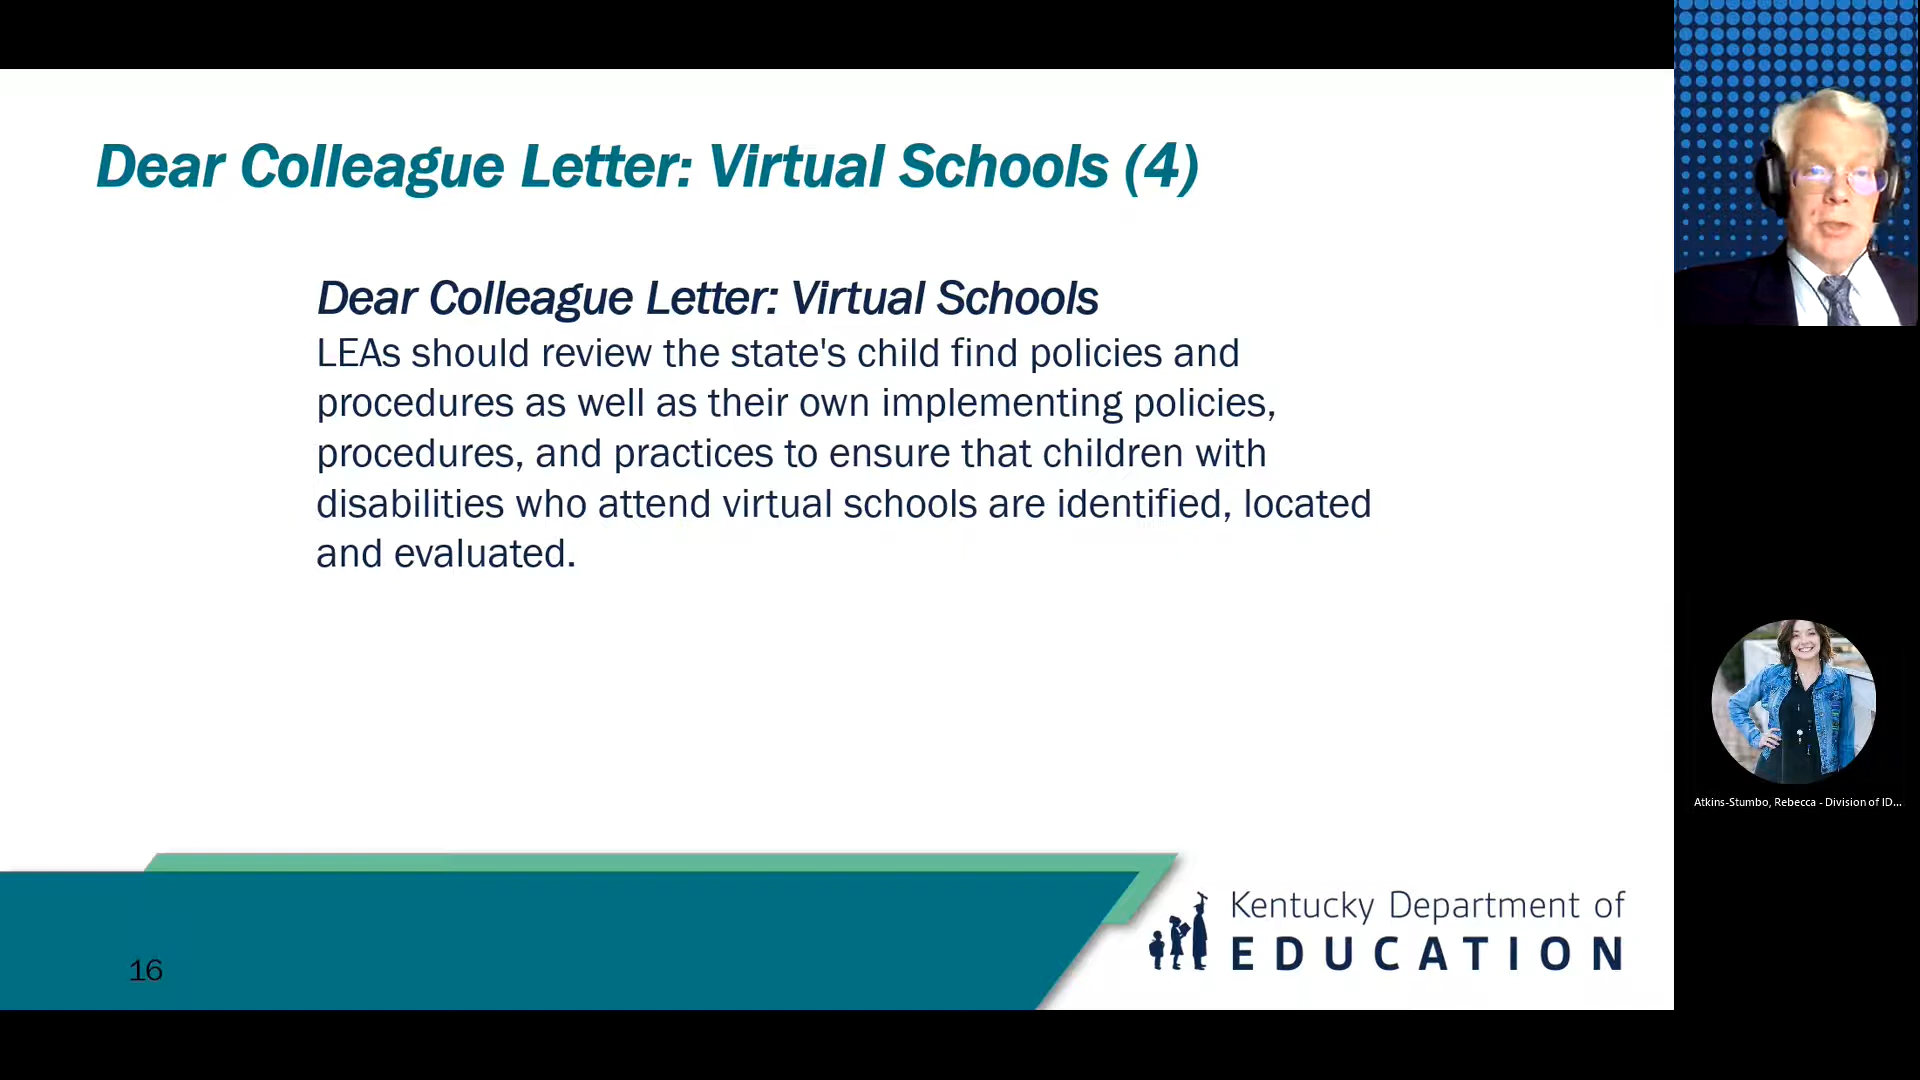 Dear Colleague Letter: Virtual Schools (4)
Dear Colleague Letter: Virtual Schools
LEAs should review the state's child find policies and
procedures as well as their own implementing policies,
procedures, and practices to ensure that children with
disabilities who attend virtual schools are identified, located
and evaluated.
16
Kentucky Department of
EDUCATION
Atkins-Stumbo, Rebecca - Division of ID...